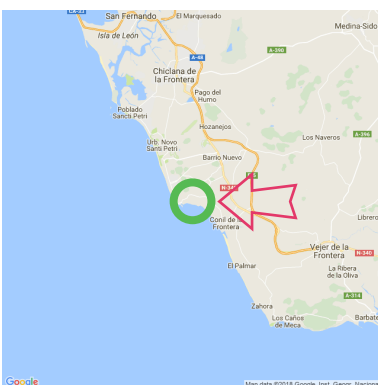 CA-33
San Fernando
El Marquesado
Isla de León
Medina-Sido
A-390
A-48
Chiclana de
la Frontera
Pago del
Humo
Poblado
Sancti Petri
Hozanejos
A-396
Los Naveros
Urb. Novo
Santi Petri
Barrio Nuevo
N-340
Librero
Conil de la
Frontera
Vejer de la
Frontera
N-340
El Palmar
La Ribera
de la Oliva
A-314
Zahora
Los Caños
de Meca
Barbate
Google
Map data ©2018 Google, Inst. Geogr. Nacional